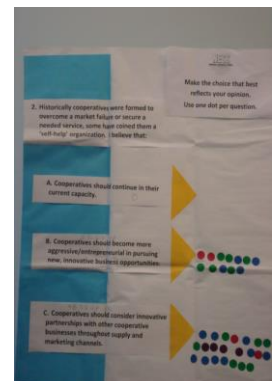 Make the choice that best
reflects your opinion.
Use one dot per question.
2. Historically cooperatives were formed to
overcome a market failure or secure a
needed service, some have coined them a
'self-help' organization. I believe that:
A. Cooperatives should continue in their
current capacity.
B. Cooperatives should become more
aggressive/entrepreneurial in pursuing
new, innovative business opportunities.
C. Cooperatives should consider innovative
partnerships with other cooperative
businesses throughout supply and
marketing channels.